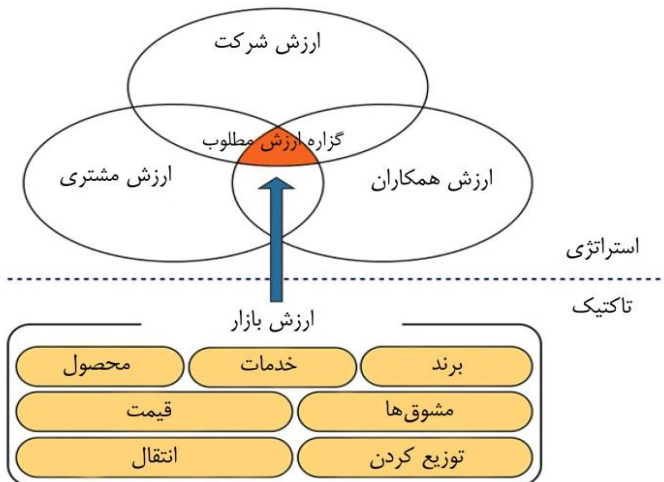 ارزش شرکت
گزاره ارزش مطلوب
ارزش همکاران
ارزش مشتری
استراتژی
تاکتیک
ارزش بازار
برند
خدمات
محصول
مشوق‌ها
قیمت
توزیع کردن
انتقال